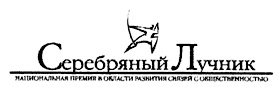 Серебряный Лучник
НАЦИОНАЛЬНАЯ ПРЕМИЯ В ОБЛАСТИ РАЗВИТИЯ СВЯЗЕЙ С ОБЩЕСТВЕННОСТЬЮ